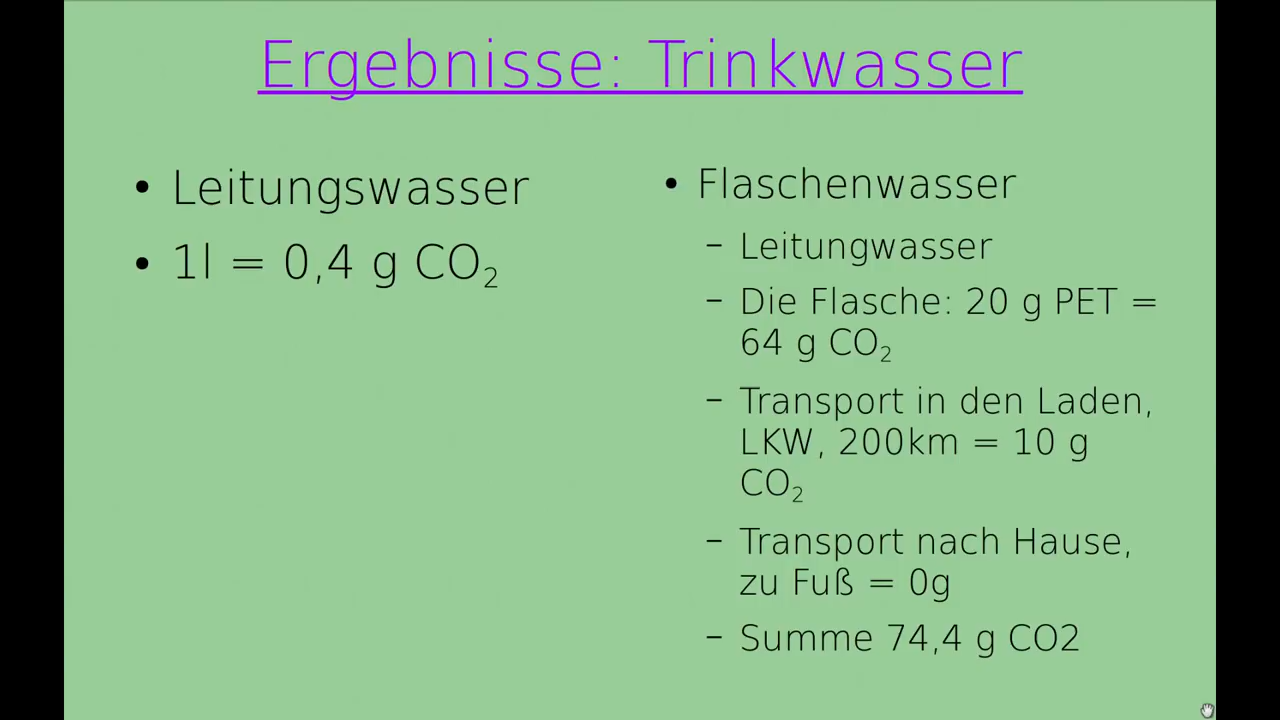 Ergebnisse: Trinkwasser
• Leitungswasser
• 1l = 0,4 g CO₂
• Flaschenwasser
– Leitungwasser
– Die Flasche: 20 g PET =
64 g CO₂
– Transport in den Laden,
LKW, 200km = 10 g
CO₂
– Transport nach Hause,
zu Fuß = 0g
– Summe 74,4 g CO2